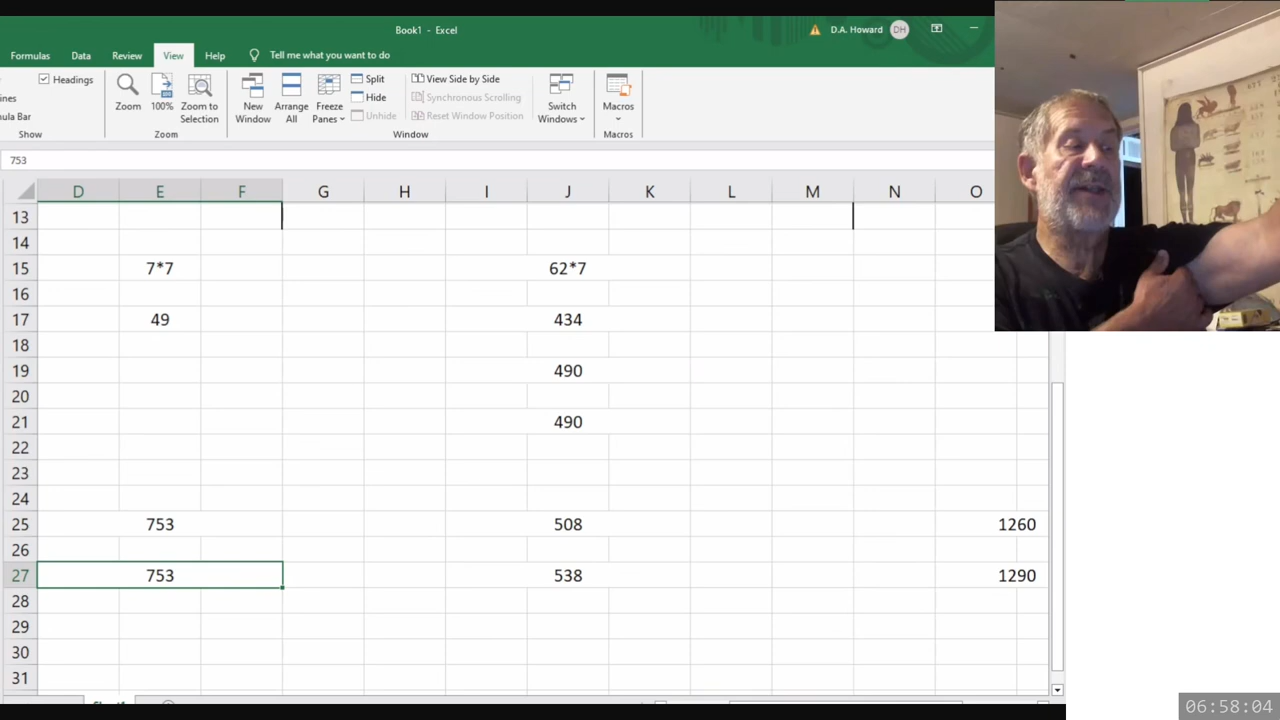 Book1 - Excel
D.A. Howard DH
Formulas Data Review View Help Tell me what you want to do
Headings
View Side by Side
Split
ines
Hide
Synchronous Scrolling
Zoom 100% Zoom to Selection
New Window Arrange All Freeze Panes
Unhide
Reset Window Position
Switch Windows
Macros
ula Bar
Show Zoom Window Macros
753
D E F G H I J K L M N O
13
14
15 7*7 62*7
16
17 49 434
18
19 490
20
21 490
22
23
24
25 753 508 1260
26
27 753 538 1290
28
29
30
31
06:58:04